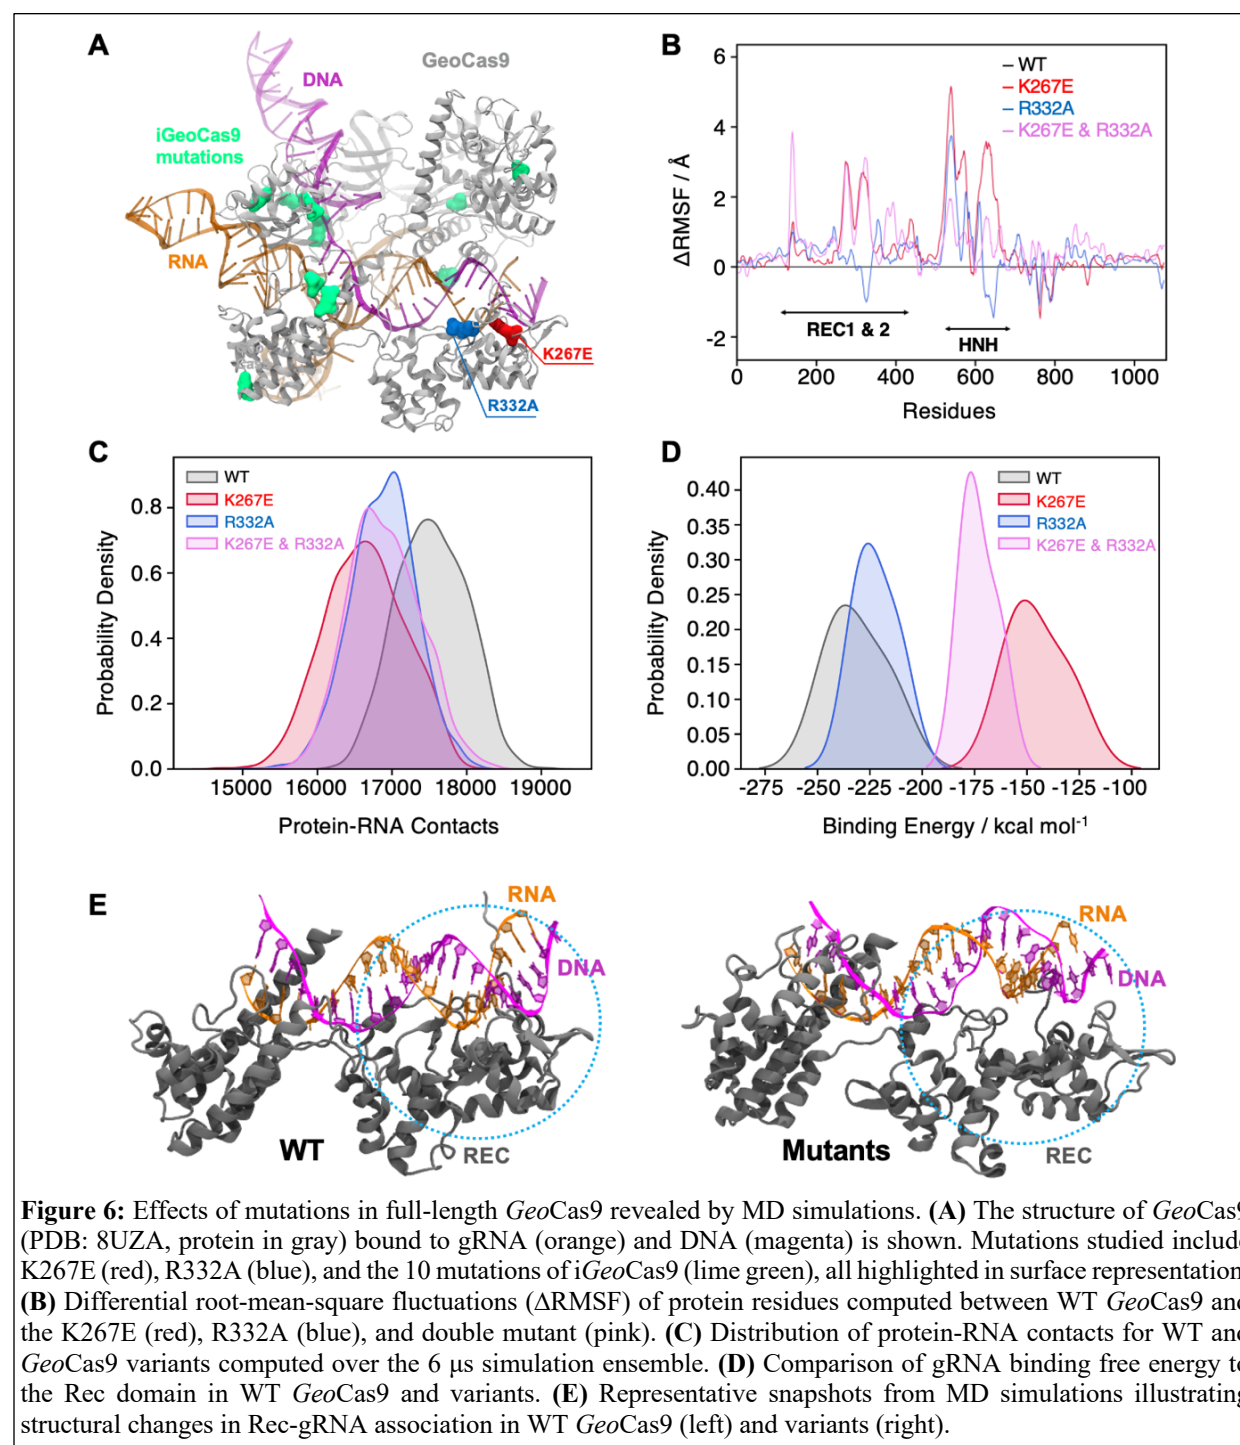 A
DNA
GeoCas9
iGeoCas9
mutations
RNA
K267E
R332A
B
WT
K267E
R332A
K267E & R332A
6
4
2
0
-2
ΔRMSF / Å
REC1 & 2
HNH
0 200 400 600 800 1000
Residues
C
WT
K267E
R332A
K267E & R332A
0.8
0.6
0.4
0.2
0.0
Probability Density
15000 16000 17000 18000 19000
Protein-RNA Contacts
D
WT
K267E
R332A
K267E & R332A
0.40
0.35
0.30
0.25
0.20
0.15
0.10
0.05
0.00
Probability Density
-275 -250 -225 -200 -175 -150 -125 -100
Binding Energy / kcal mol⁻¹
E
RNA
DNA
WT
REC
RNA
DNA
Mutants
REC
Figure 6: Effects of mutations in full-length GeoCas9 revealed by MD simulations. (A) The structure of GeoCas9
(PDB: 8UZA, protein in gray) bound to gRNA (orange) and DNA (magenta) is shown. Mutations studied include
K267E (red), R332A (blue), and the 10 mutations of iGeoCas9 (lime green), all highlighted in surface representation
(B) Differential root-mean-square fluctuations (ΔRMSF) of protein residues computed between WT GeoCas9 and
the K267E (red), R332A (blue), and double mutant (pink). (C) Distribution of protein-RNA contacts for WT and
GeoCas9 variants computed over the 6 μs simulation ensemble. (D) Comparison of gRNA binding free energy to
the Rec domain in WT GeoCas9 and variants. (E) Representative snapshots from MD simulations illustrating
structural changes in Rec-gRNA association in WT GeoCas9 (left) and variants (right).